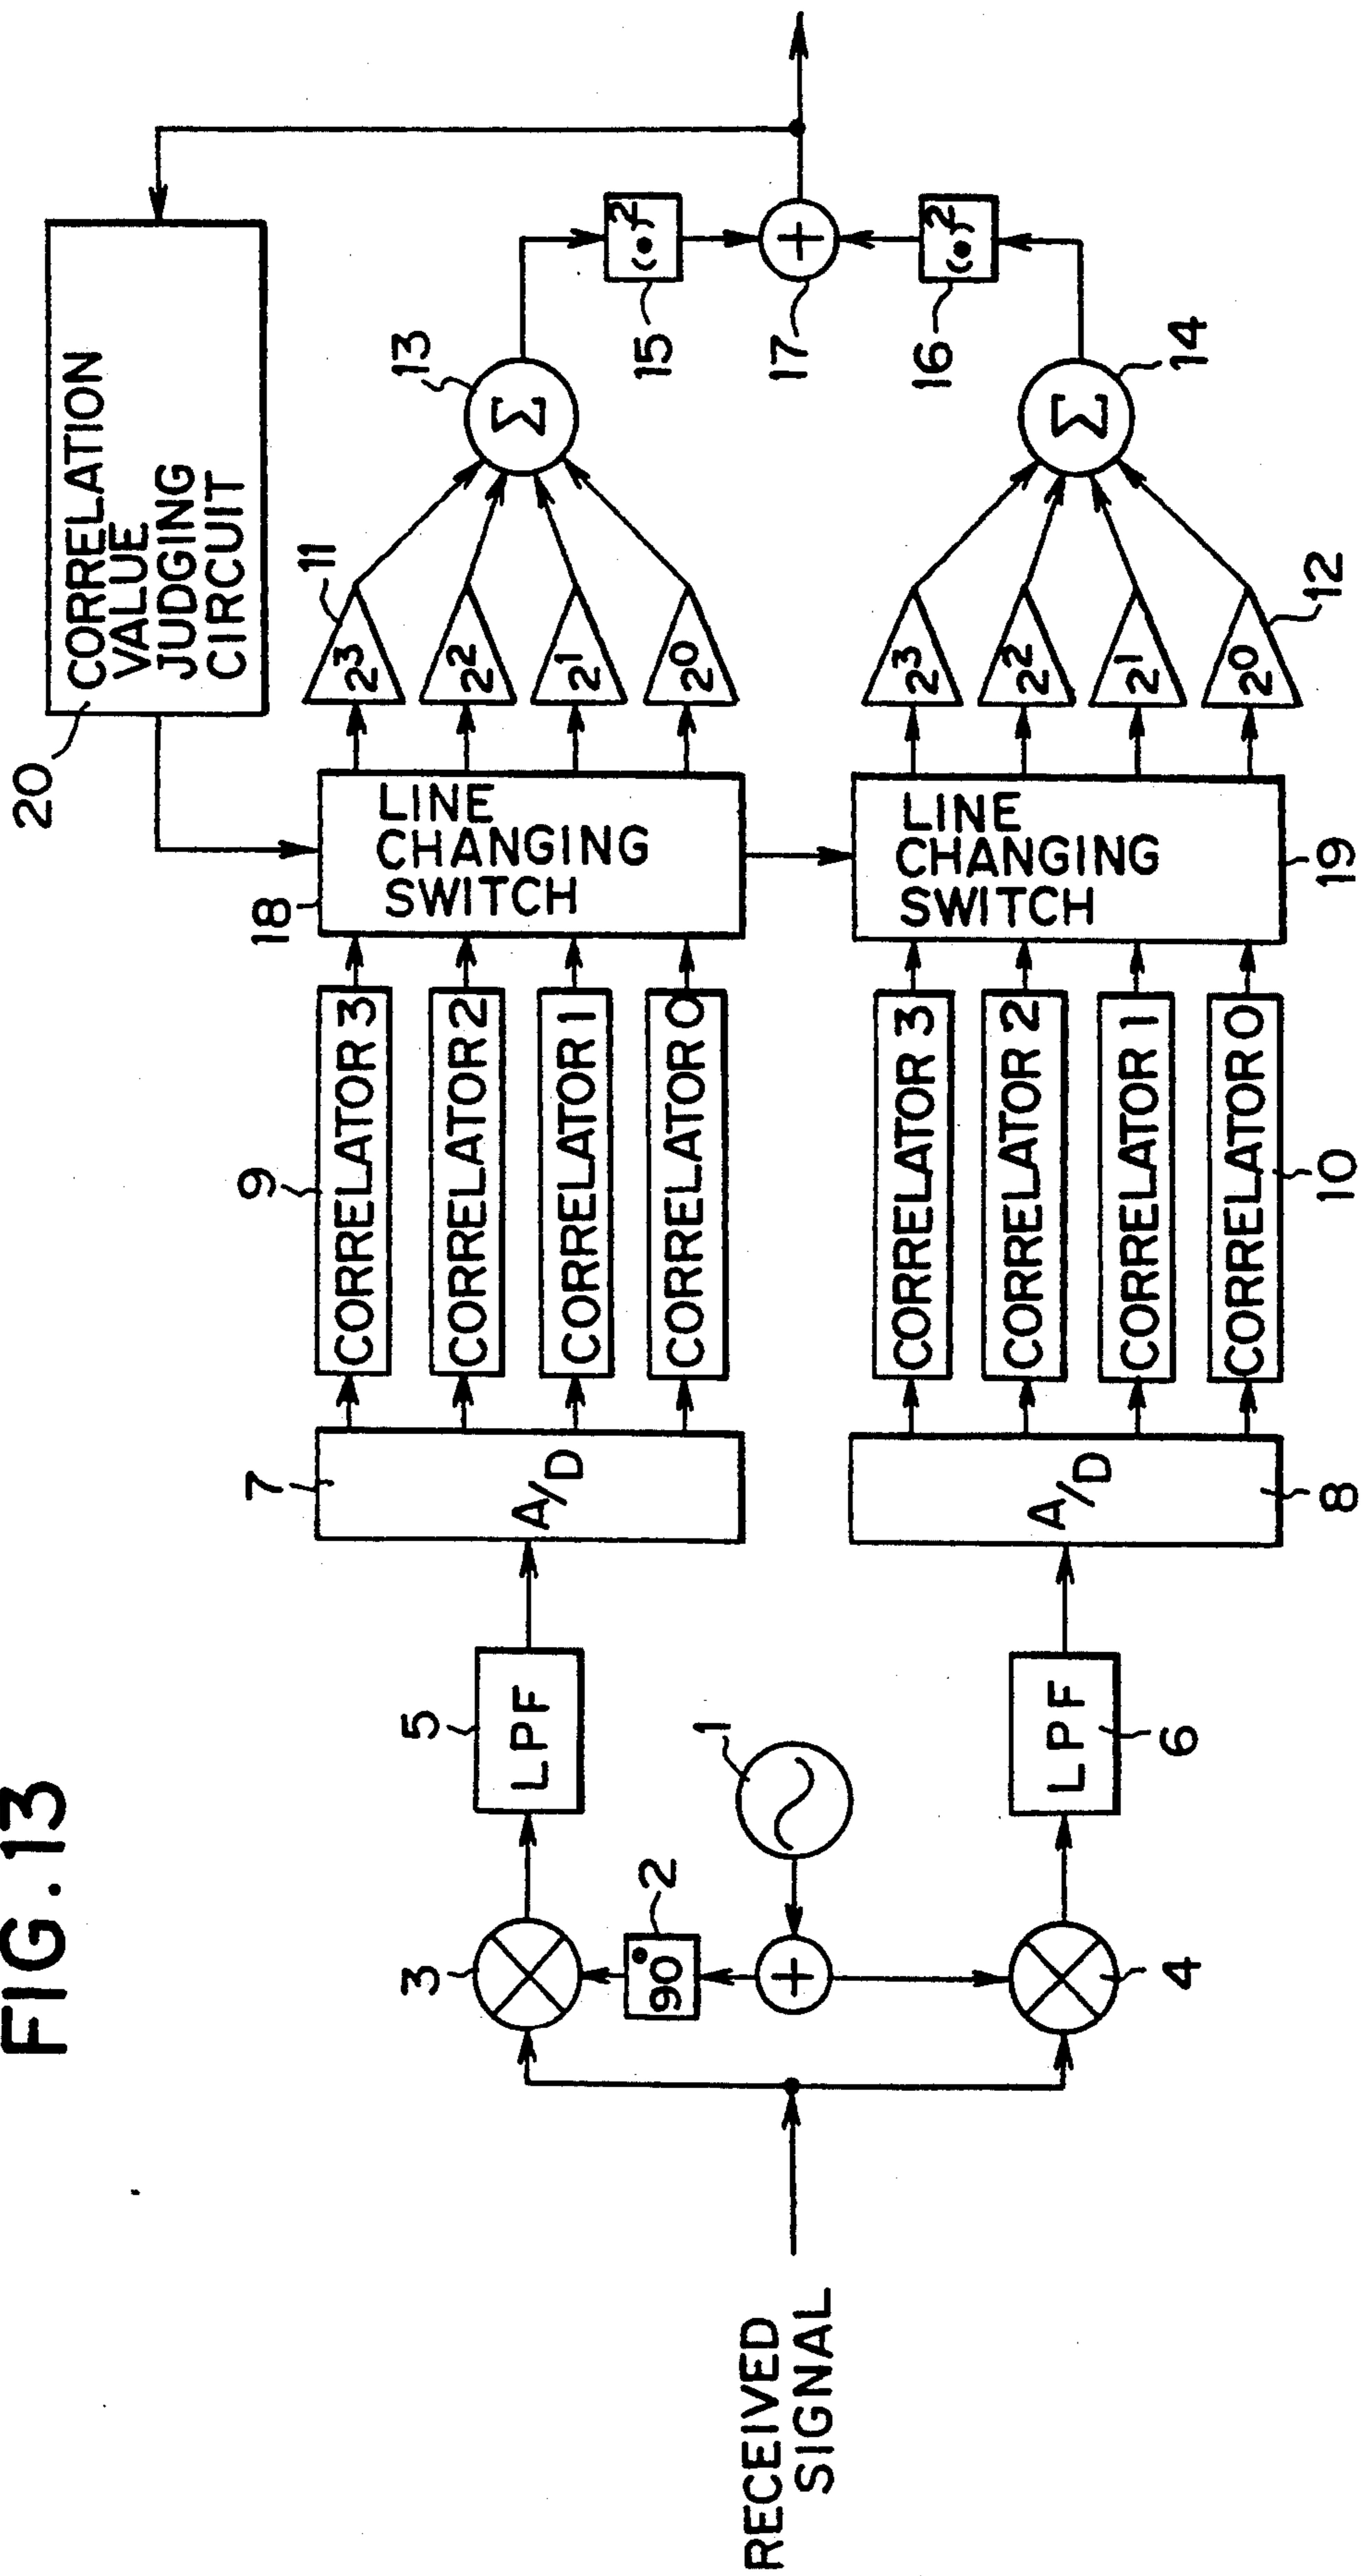 FIG. 13
RECEIVED
SIGNAL
1
2
90°
3
4
5
LPF
6
LPF
7
A/D
8
A/D
9
CORRELATOR 3
CORRELATOR 2
CORRELATOR 1
CORRELATOR 0
CORRELATOR 3
CORRELATOR 2
CORRELATOR 1
CORRELATOR 0
10
18
LINE
CHANGING
SWITCH
LINE
CHANGING
SWITCH
19
20
CORRELATION
VALUE
JUDGING
CIRCUIT
11
2³
2²
2¹
2⁰
2³
2²
2¹
2⁰
12
13
Σ
14
Σ
15
(•)²
17
+
16
(•)²
+